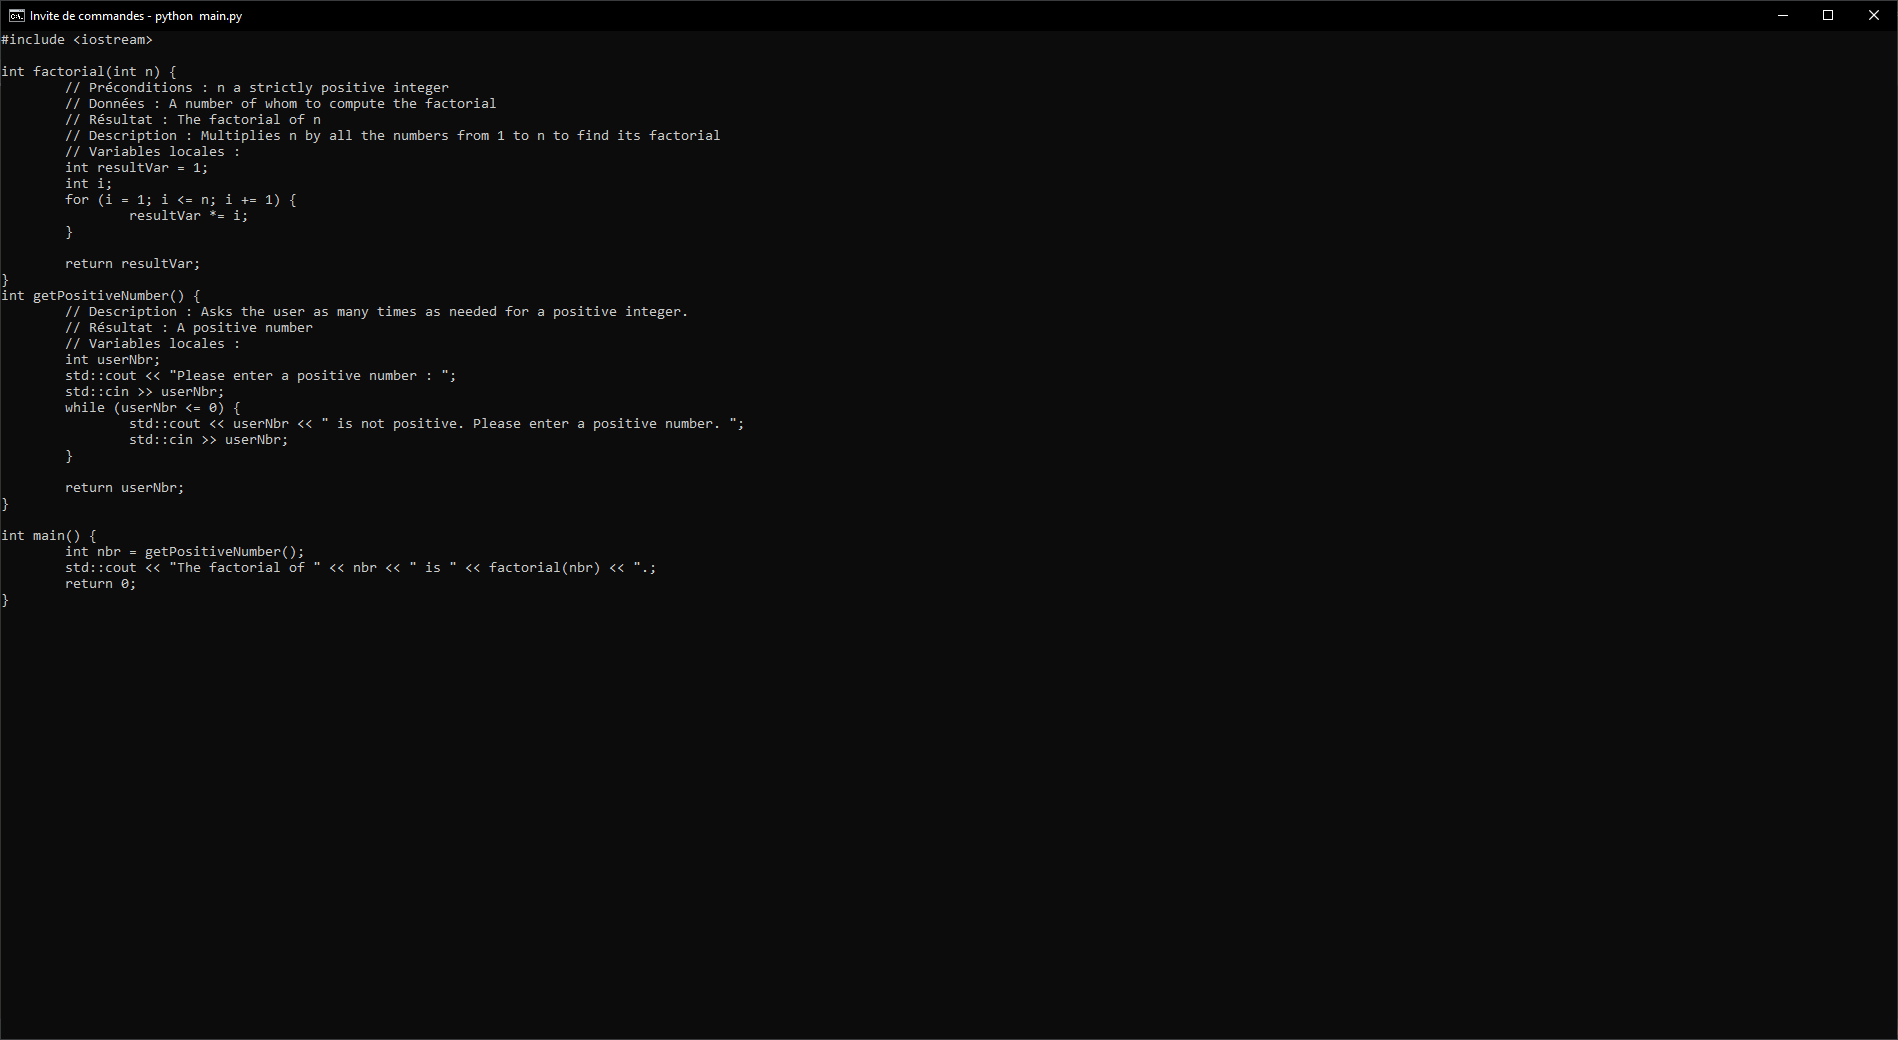 Invite de commandes - python  main.py
#include <iostream>
int factorial(int n) {
// Préconditions : n a strictly positive integer
// Données : A number of whom to compute the factorial
// Résultat : The factorial of n
// Description : Multiplies n by all the numbers from 1 to n to find its factorial
// Variables locales :
int resultVar = 1;
int i;
for (i = 1; i <= n; i += 1) {
resultVar *= i;
}
return resultVar;
}
int getPositiveNumber() {
// Description : Asks the user as many times as needed for a positive integer.
// Résultat : A positive number
// Variables locales :
int userNbr;
std::cout << "Please enter a positive number : ";
std::cin >> userNbr;
while (userNbr <= 0) {
std::cout << userNbr << " is not positive. Please enter a positive number. ";
std::cin >> userNbr;
}
return userNbr;
}
int main() {
int nbr = getPositiveNumber();
std::cout << "The factorial of " << nbr << " is " << factorial(nbr) << ".;
return 0;
}